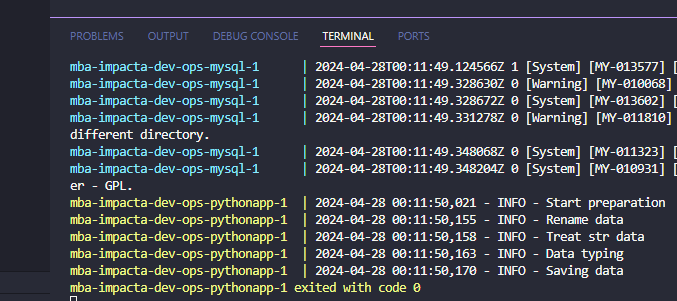 PROBLEMS OUTPUT DEBUG CONSOLE TERMINAL PORTS
mba-impacta-dev-ops-mysql-1 | 2024-04-28T00:11:49.124566Z 1 [System] [MY-013577] [
mba-impacta-dev-ops-mysql-1 | 2024-04-28T00:11:49.328630Z 0 [Warning] [MY-010068]
mba-impacta-dev-ops-mysql-1 | 2024-04-28T00:11:49.328672Z 0 [System] [MY-013602] [
mba-impacta-dev-ops-mysql-1 | 2024-04-28T00:11:49.331278Z 0 [Warning] [MY-011810]
different directory.
mba-impacta-dev-ops-mysql-1 | 2024-04-28T00:11:49.348068Z 0 [System] [MY-011323] [
mba-impacta-dev-ops-mysql-1 | 2024-04-28T00:11:49.348204Z 0 [System] [MY-010931] [
er - GPL.
mba-impacta-dev-ops-pythonapp-1 | 2024-04-28 00:11:50,021 - INFO - Start preparation
mba-impacta-dev-ops-pythonapp-1 | 2024-04-28 00:11:50,155 - INFO - Rename data
mba-impacta-dev-ops-pythonapp-1 | 2024-04-28 00:11:50,158 - INFO - Treat str data
mba-impacta-dev-ops-pythonapp-1 | 2024-04-28 00:11:50,163 - INFO - Data typing
mba-impacta-dev-ops-pythonapp-1 | 2024-04-28 00:11:50,170 - INFO - Saving data
mba-impacta-dev-ops-pythonapp-1 exited with code 0